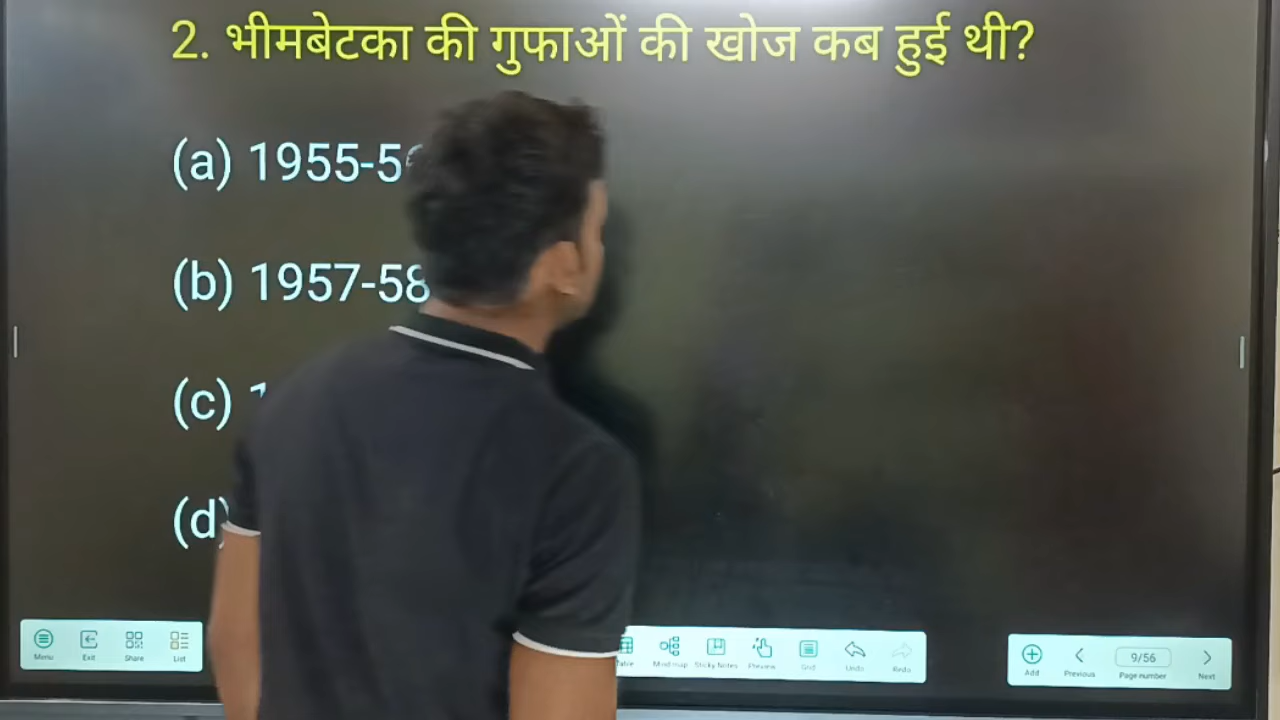 2. भीमबेटका की गुफाओं की खोज कब हुई थी?
(a) 1955-5
(b) 1957-58
(c)
(d)
Menu Exit Share List
Table Mind map Sticky Notes Preview Grid Undo Redo
Add Previous 9/56 Page number Next